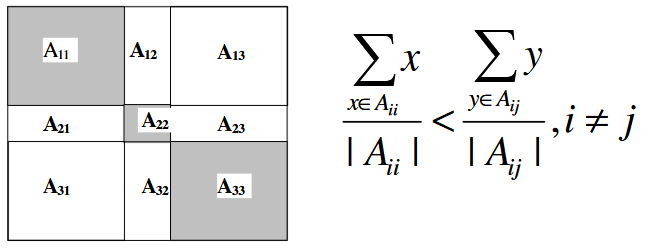 A11 A12 A13
A21 A22 A23
A31 A32 A33
∑x∈Aii x / |Aii| < ∑y∈Aij y / |Aij| , i ≠ j